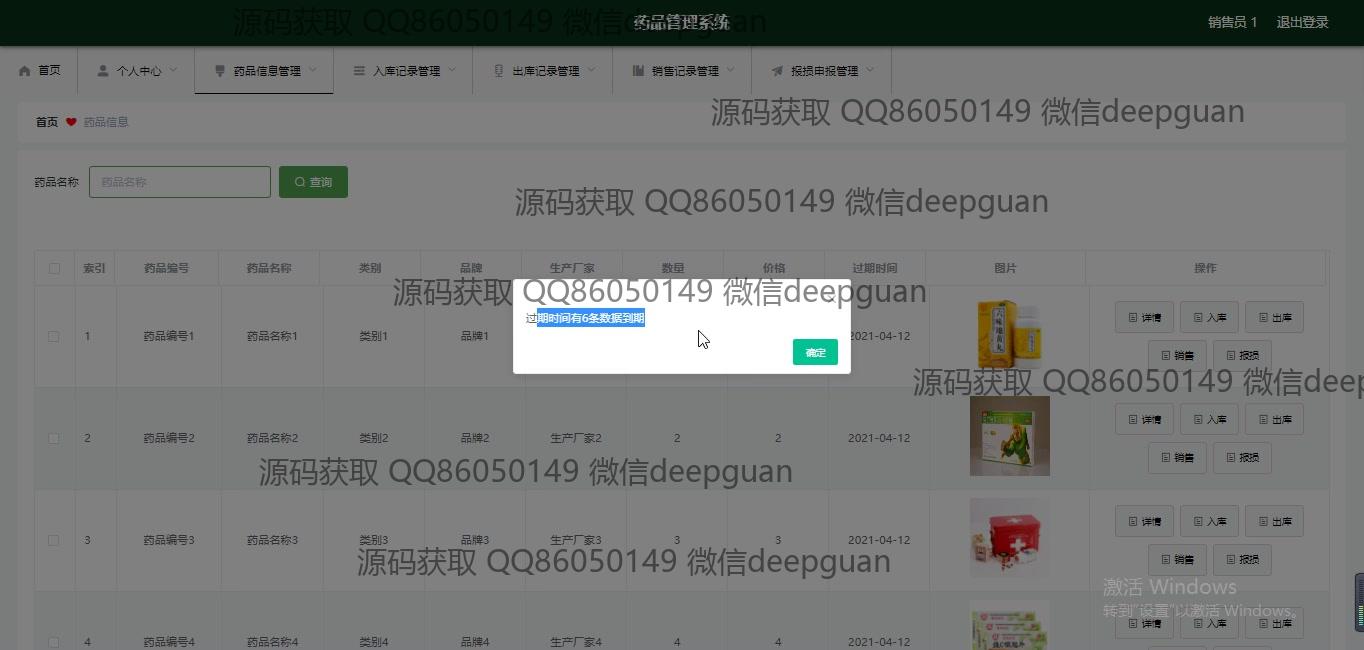 药品管理系统
销售员 1 退出登录
源码获取 QQ86050149 微信deepguan
首页 个人中心 药品信息管理 入库记录管理 出库记录管理 销售记录管理 报损申报管理
源码获取 QQ86050149 微信deepguan
首页 药品信息
药品名称 药品名称 查询
源码获取 QQ86050149 微信deepguan
索引 药品编号 药品名称 类别 品牌 生产厂家 数量 价格 过期时间 图片 操作
源码获取 QQ86050149 微信deepguan
过期时间有6条数据到期
确定
1 药品编号1 药品名称1 类别1 品牌1 2021-04-12 详情 入库 出库
销售 报损
源码获取 QQ86050149 微信deep
2 药品编号2 药品名称2 类别2 品牌2 生产厂家2 2 2 2021-04-12 详情 入库 出库
销售 报损
源码获取 QQ86050149 微信deepguan
3 药品编号3 药品名称3 类别3 品牌3 生产厂家3 3 3 2021-04-12 详情 入库 出库
销售 报损
源码获取 QQ86050149 微信deepguan
激活 Windows
转到"设置"以激活 Windows。
4 药品编号4 药品名称4 类别4 品牌4 生产厂家4 4 4 2021-04-12 详情 入库 出库